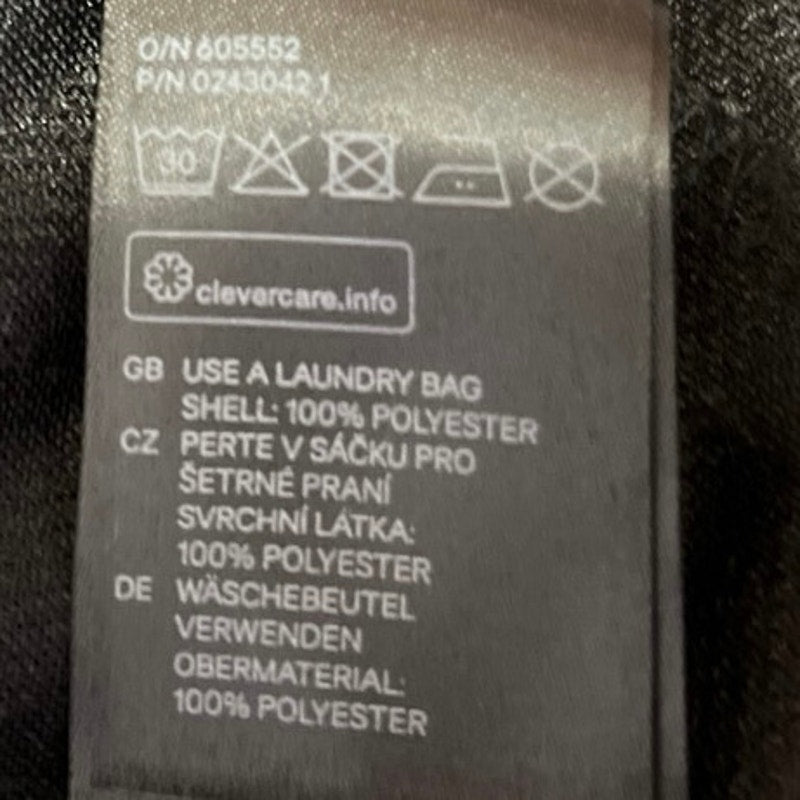 O/N 605552
P/N 0243042 1
30
clevercare.info
GB USE A LAUNDRY BAG
SHELL: 100% POLYESTER
CZ PERTE V SÁČKU PRO
ŠETRNÉ PRANÍ
SVRCHNÍ LÁTKA:
100% POLYESTER
DE WÄSCHEBEUTEL
VERWENDEN
OBERMATERIAL:
100% POLYESTER